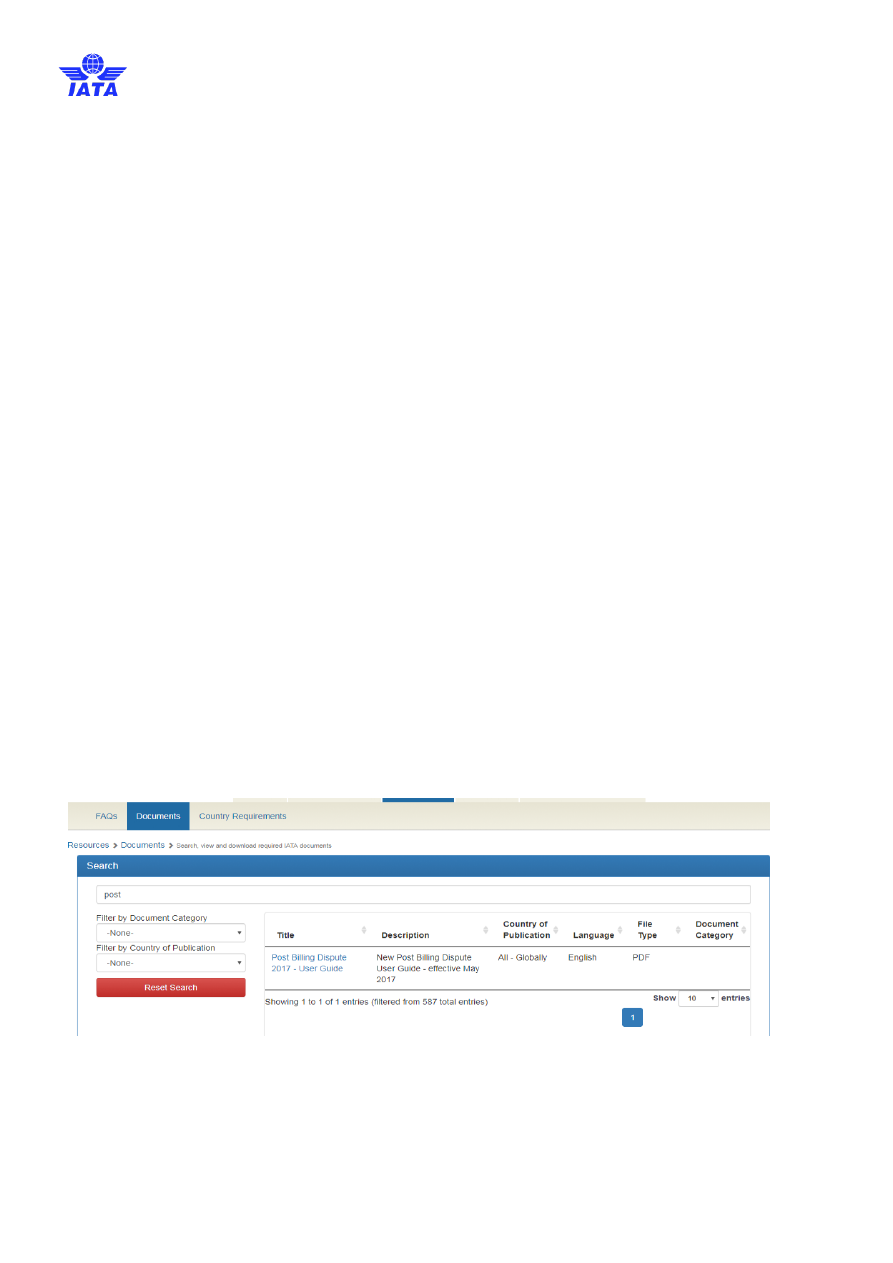 IATA
FAQs Documents Country Requirements
Resources > Documents > Search, view and download required IATA documents
Search
post
Filter by Document Category
-None-
Filter by Country of Publication
-None-
Reset Search
Title Description Country of Publication Language File Type Document Category
Post Billing Dispute 2017 - User Guide New Post Billing Dispute User Guide - effective May 2017 All - Globally English PDF
Showing 1 to 1 of 1 entries (filtered from 587 total entries)
Show 10 entries
1